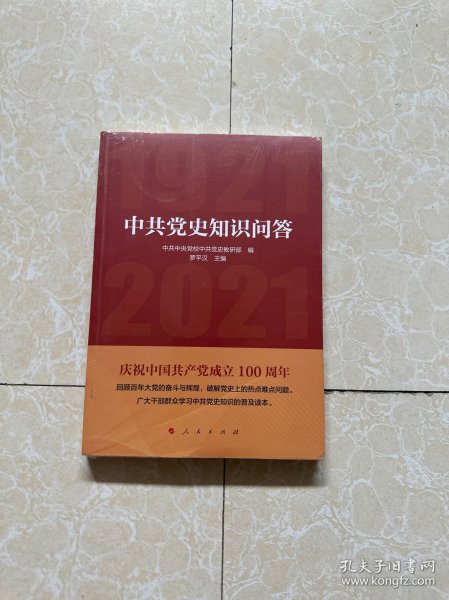 1921
中共党史知识问答
中共中央党校中共党史教研部 编
罗平汉 主编
2021
庆祝中国共产党成立100周年
回顾百年大党的奋斗与辉煌,破解党史上的热点难点问题。
广大干部群众学习中共党史知识的普及读本。
人民出版社
孔夫子旧书网
www.kongfz.com